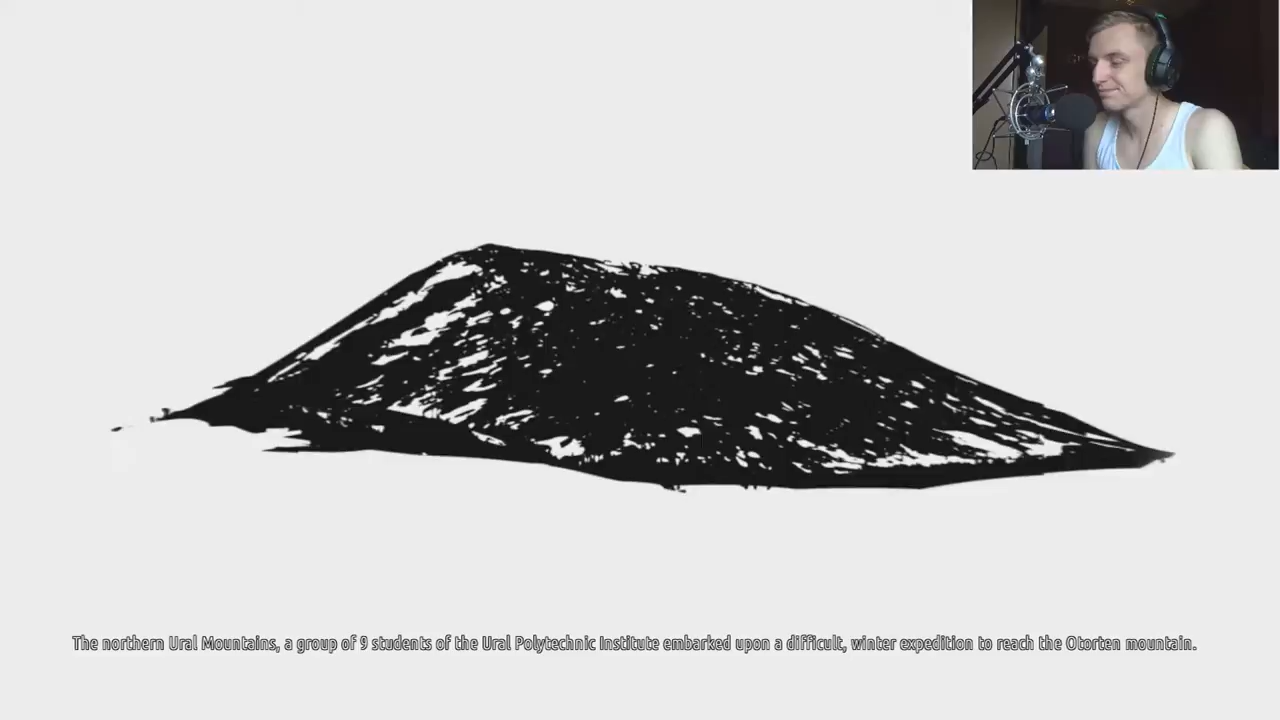 The northern Ural Mountains, a group of 9 students of the Ural Polytechnic Institute embarked upon a difficult, winter expedition to reach the Otorten mountain.